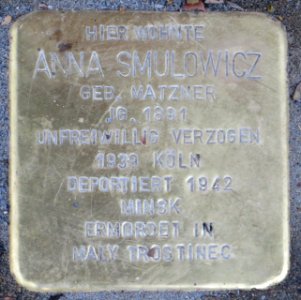 HIER WOHNTE
ANNA SMULOWICZ
GEB. MATZNER
JG. 1891
UNFREIWILLIG VERZOGEN
1939 KÖLN
DEPORTIERT 1942
MINSK
ERMORDET IN
MALY TROSTINEC